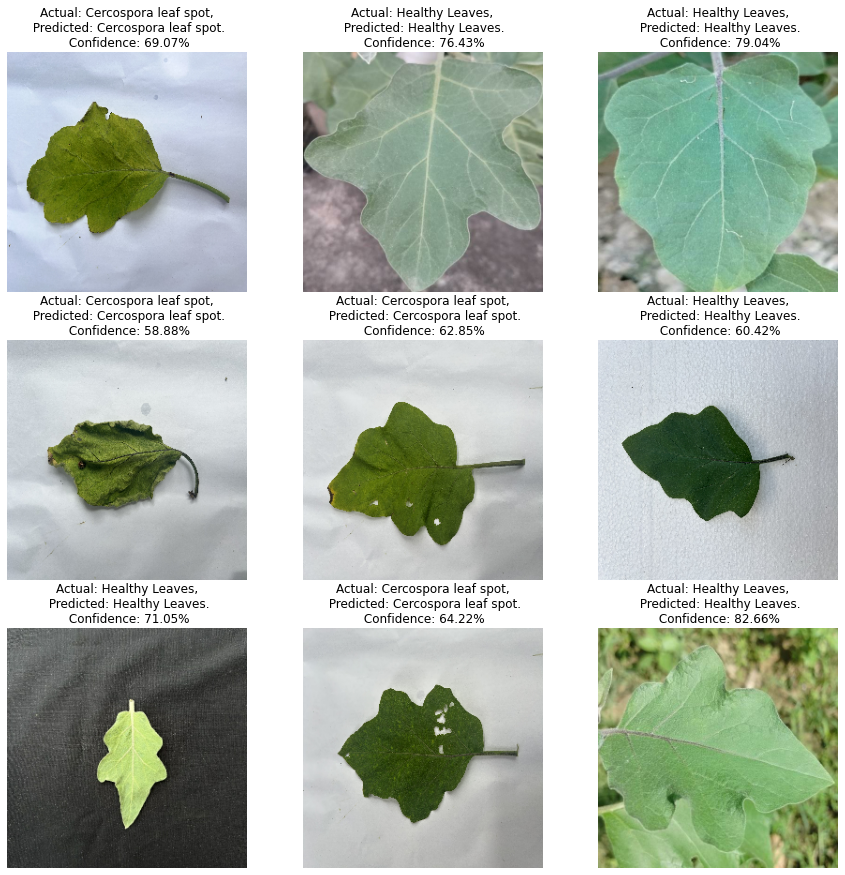 Actual: Cercospora leaf spot,
Predicted: Cercospora leaf spot.
Confidence: 69.07%
Actual: Healthy Leaves,
Predicted: Healthy Leaves.
Confidence: 76.43%
Actual: Healthy Leaves,
Predicted: Healthy Leaves.
Confidence: 79.04%
Actual: Cercospora leaf spot,
Predicted: Cercospora leaf spot.
Confidence: 58.88%
Actual: Cercospora leaf spot,
Predicted: Cercospora leaf spot.
Confidence: 62.85%
Actual: Healthy Leaves,
Predicted: Healthy Leaves.
Confidence: 60.42%
Actual: Healthy Leaves,
Predicted: Healthy Leaves.
Confidence: 71.05%
Actual: Cercospora leaf spot,
Predicted: Cercospora leaf spot.
Confidence: 64.22%
Actual: Healthy Leaves,
Predicted: Healthy Leaves.
Confidence: 82.66%